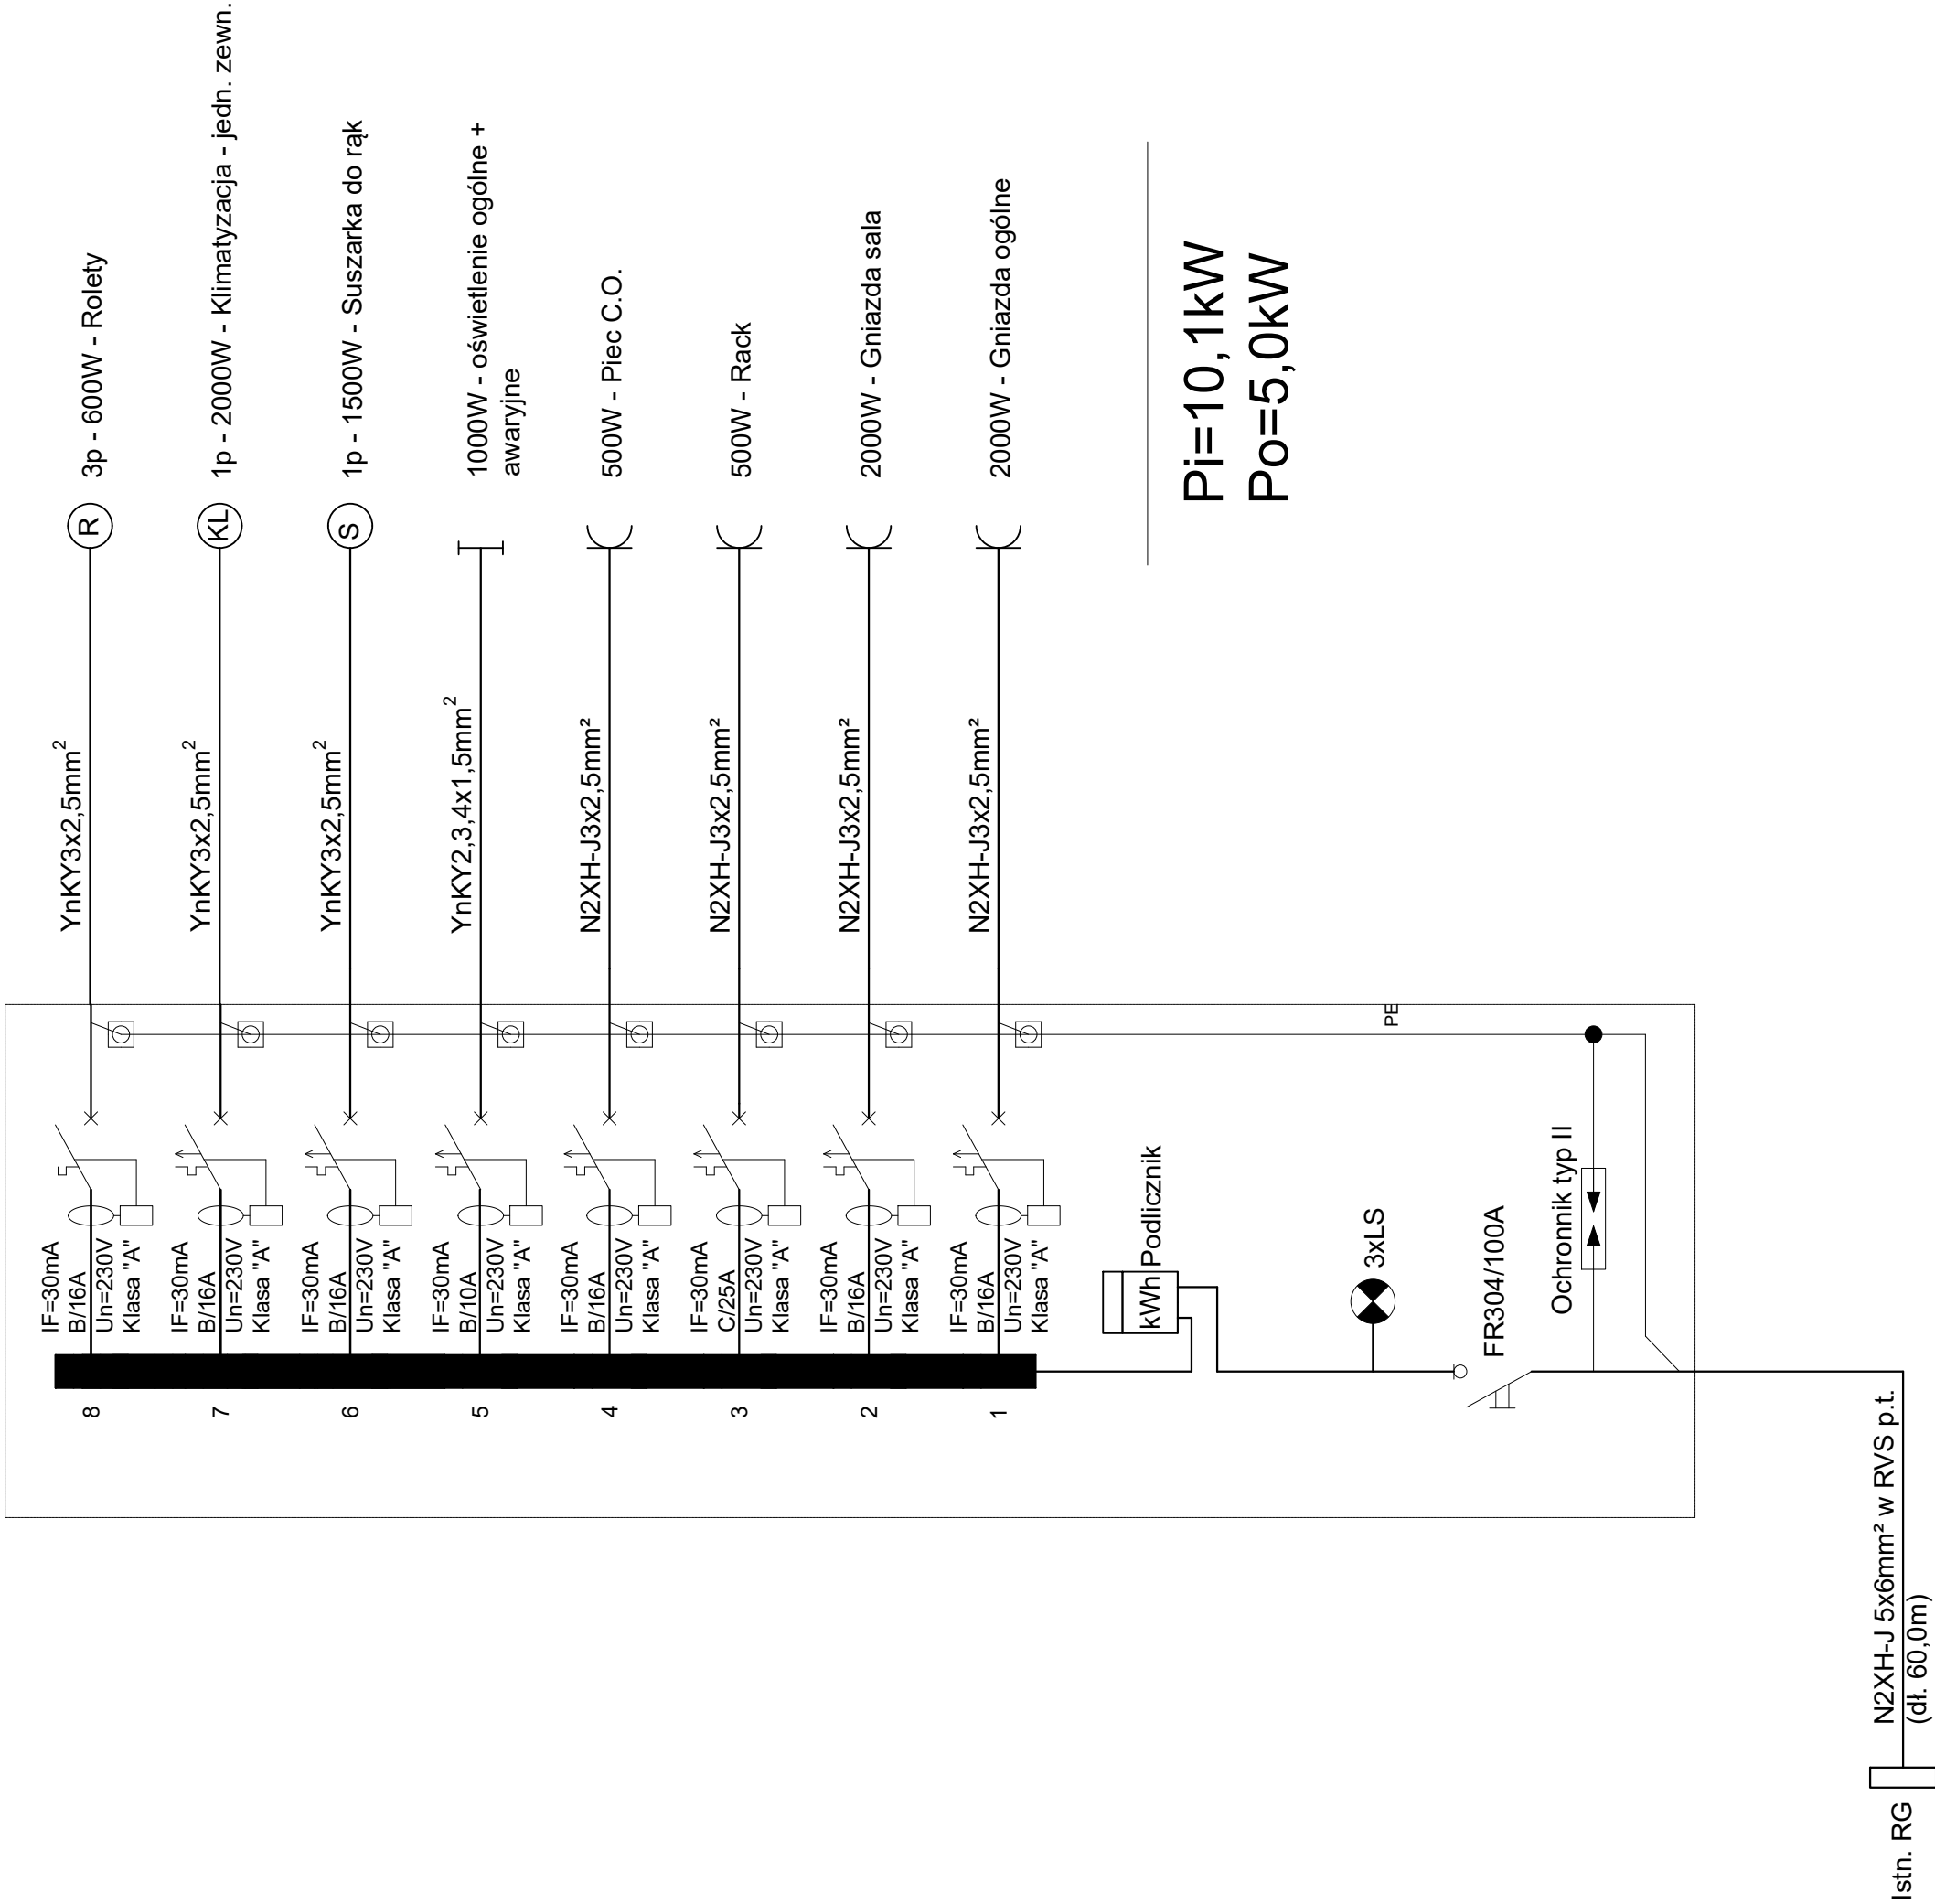 Istn. RG
N2XH-J 5x6mm² w RVS p.t.
(dł. 60,0m)
8
7
6
5
4
3
2
1
IF=30mA
B/16A
Un=230V
Klasa "A"
IF=30mA
B/16A
Un=230V
Klasa "A"
IF=30mA
B/16A
Un=230V
Klasa "A"
IF=30mA
B/10A
Un=230V
Klasa "A"
IF=30mA
B/16A
Un=230V
Klasa "A"
IF=30mA
C/25A
Un=230V
Klasa "A"
IF=30mA
B/16A
Un=230V
Klasa "A"
IF=30mA
B/16A
Un=230V
Klasa "A"
kWh Podlicznik
3xLS
FR304/100A
Ochronnik typ II
PE
YnKY3x2,5mm²
YnKY3x2,5mm²
YnKY3x2,5mm²
YnKY2,3,4x1,5mm²
N2XH-J3x2,5mm²
N2XH-J3x2,5mm²
N2XH-J3x2,5mm²
N2XH-J3x2,5mm²
R
3p - 600W - Rolety
KL
1p - 2000W - Klimatyzacja - jedn. zewn.
S
1p - 1500W - Suszarka do rąk
1000W - oświetlenie ogólne +
awaryjne
500W - Piec C.O.
500W - Rack
2000W - Gniazda sala
2000W - Gniazda ogólne
Pi=10,1kW
Po=5,0kW